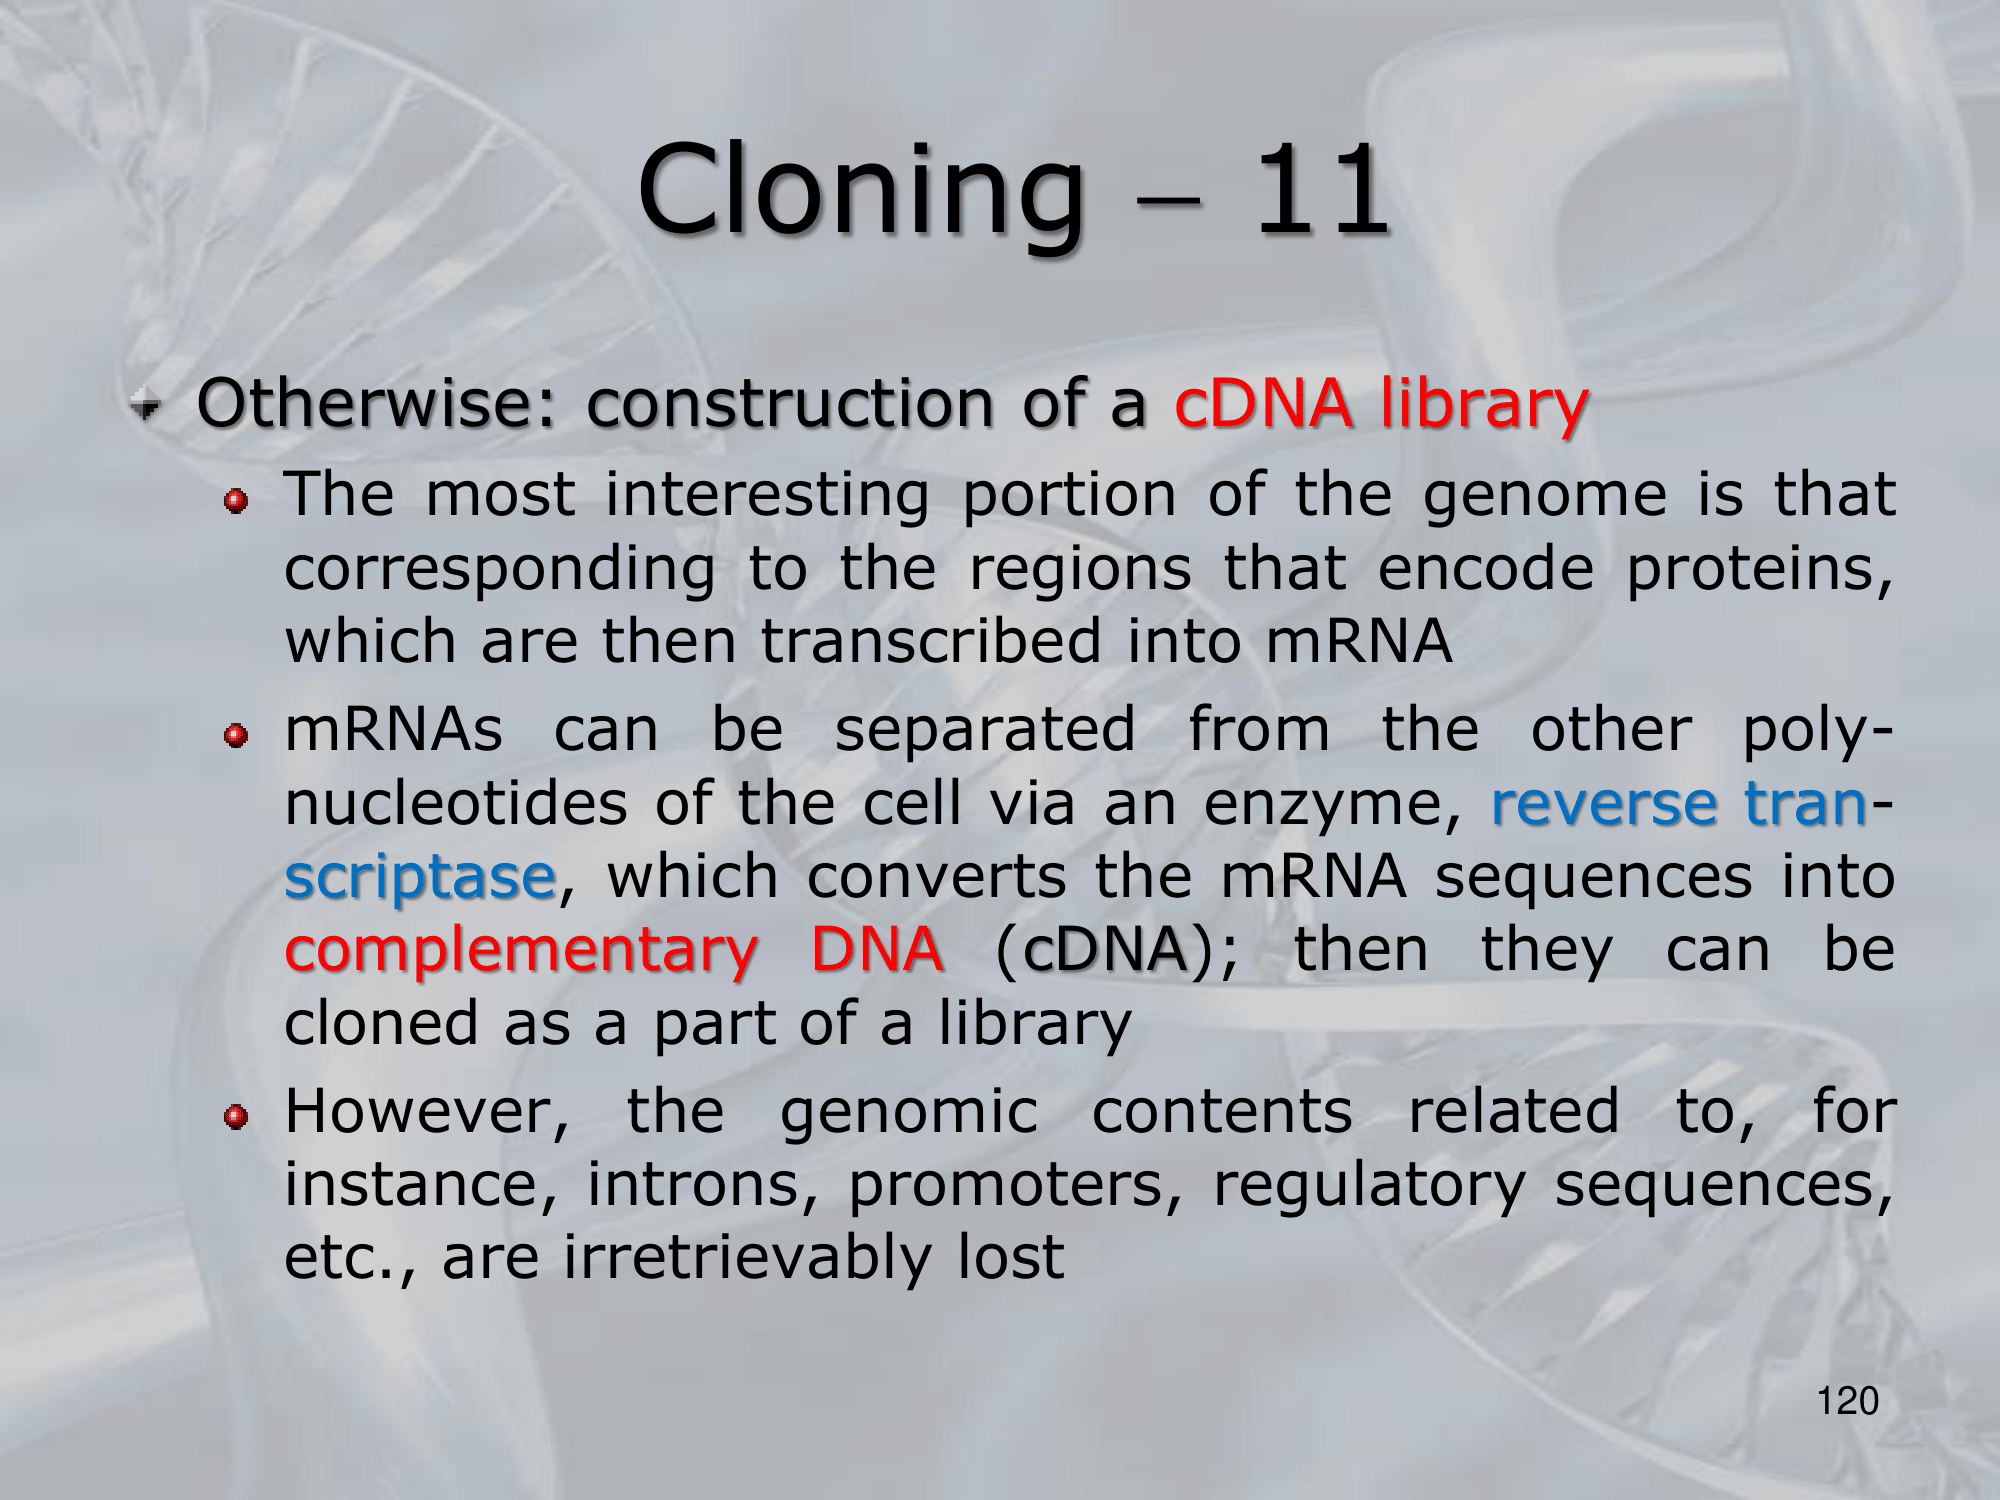 Cloning – 11
Otherwise: construction of a cDNA library
The most interesting portion of the genome is that
corresponding to the regions that encode proteins,
which are then transcribed into mRNA
mRNAs can be separated from the other poly-
nucleotides of the cell via an enzyme, reverse tran-
scriptase, which converts the mRNA sequences into
complementary DNA (cDNA); then they can be
cloned as a part of a library
However, the genomic contents related to, for
instance, introns, promoters, regulatory sequences,
etc., are irretrievably lost
120